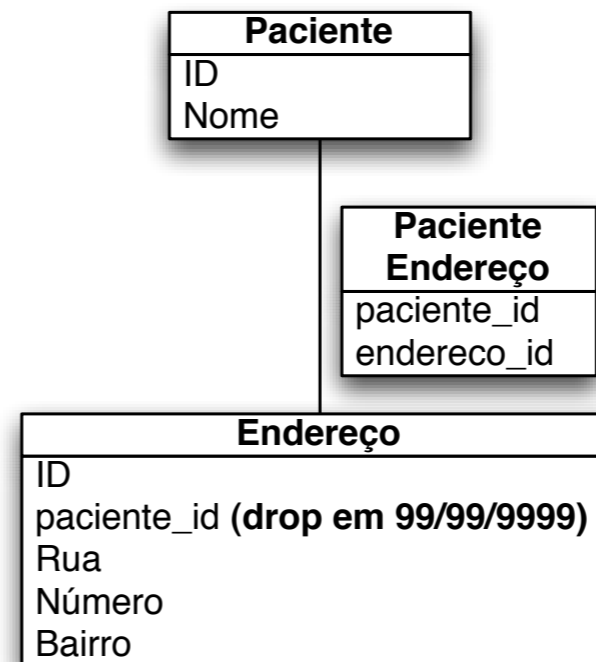 Paciente
ID
Nome
Paciente
Endereço
paciente_id
endereco_id
Endereço
ID
paciente_id (drop em 99/99/9999)
Rua
Número
Bairro